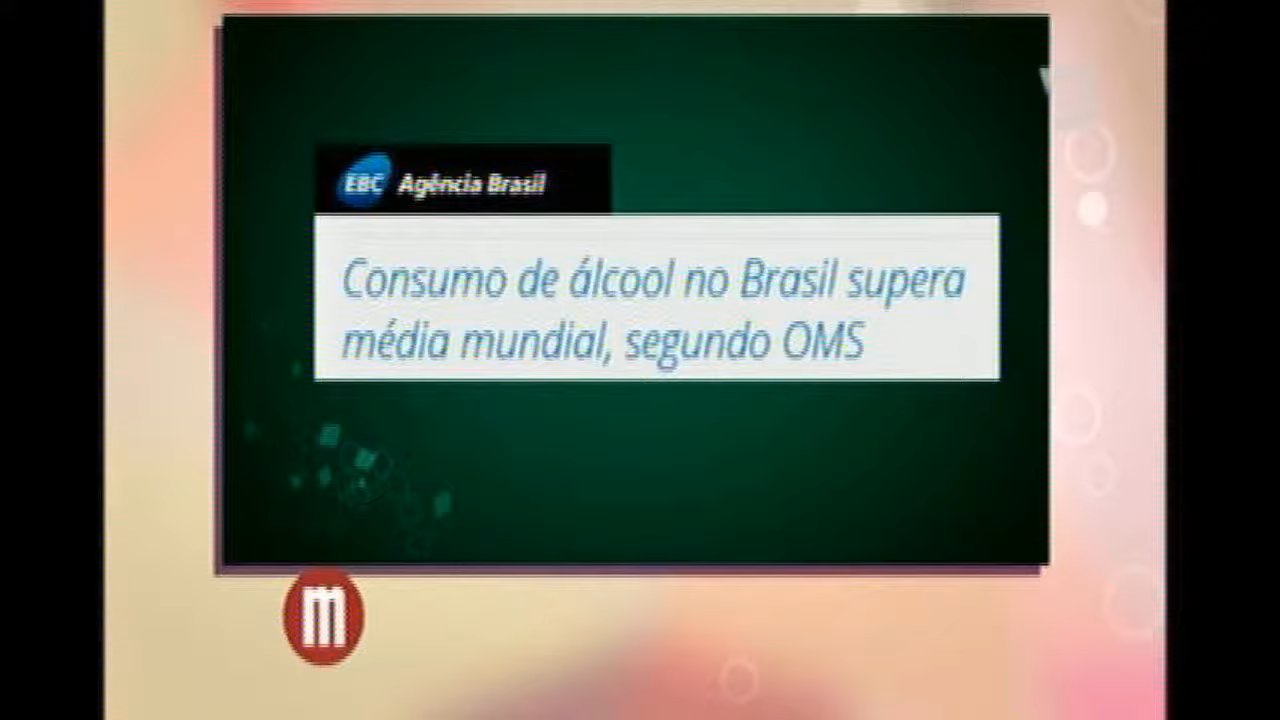 EBC Agência Brasil
Consumo de álcool no Brasil supera
média mundial, segundo OMS
m